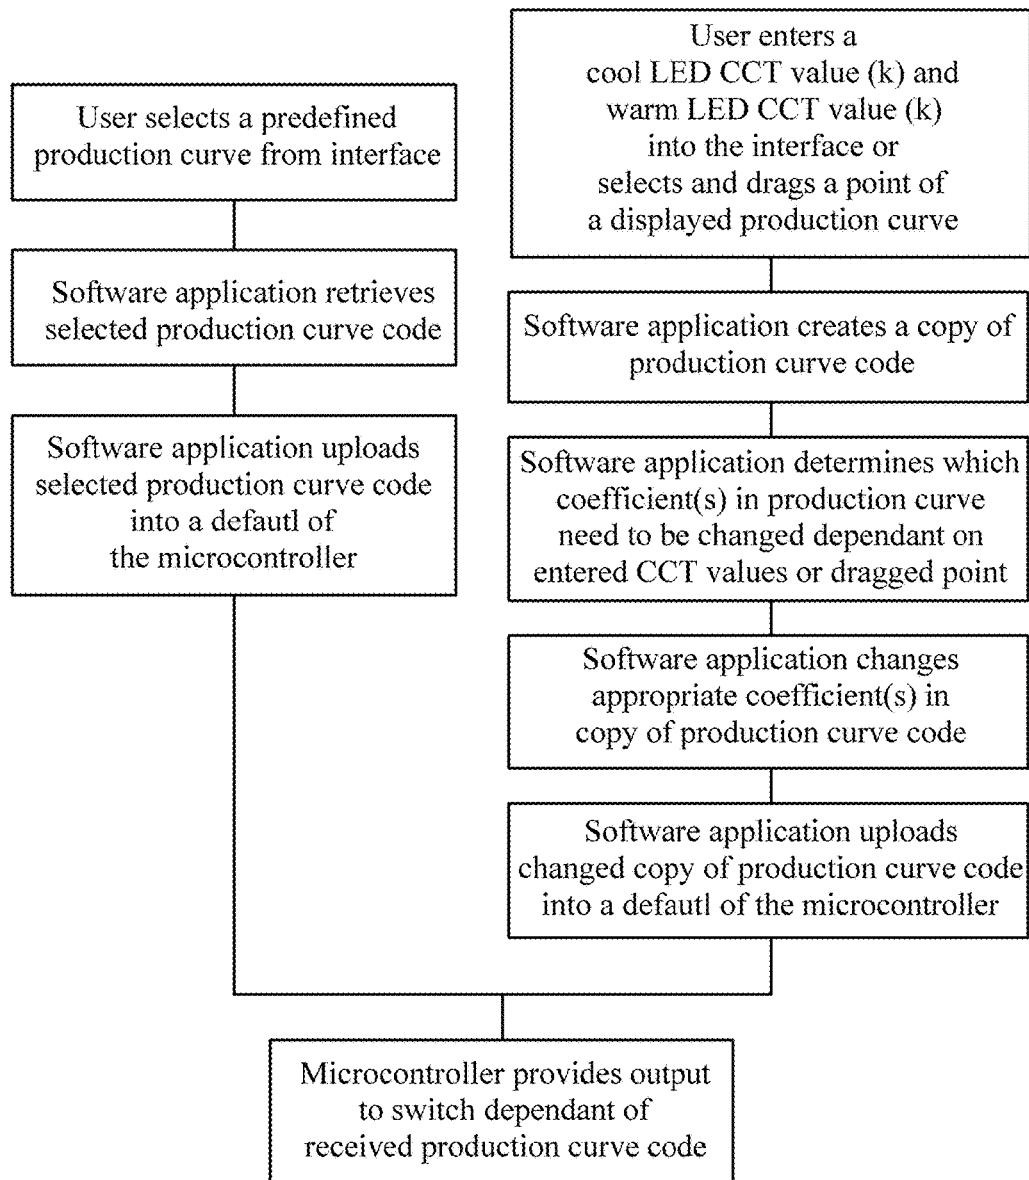 User selects a predefined
production curve from interface
Software application retrieves
selected production curve code
Software application uploads
selected production curve code
into a defautl of
the microcontroller
User enters a
cool LED CCT value (k) and
warm LED CCT value (k)
into the interface or
selects and drags a point of
a displayed production curve
Software application creates a copy of
production curve code
Software application determines which
coefficient(s) in production curve
need to be changed dependant on
entered CCT values or dragged point
Software application changes
appropriate coefficient(s) in
copy of production curve code
Software application uploads
changed copy of production curve code
into a defautl of the microcontroller
Microcontroller provides output
to switch dependant of
received production curve code